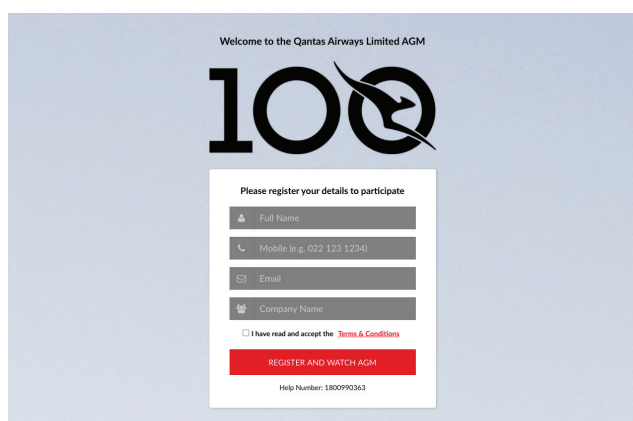 Welcome to the Qantas Airways Limited AGM
100
Please register your details to participate
Full Name
Mobile (e.g. 022 123 1234)
Email
Company Name
I have read and accept the Terms & Conditions
REGISTER AND WATCH AGM
Help Number: 1800990363